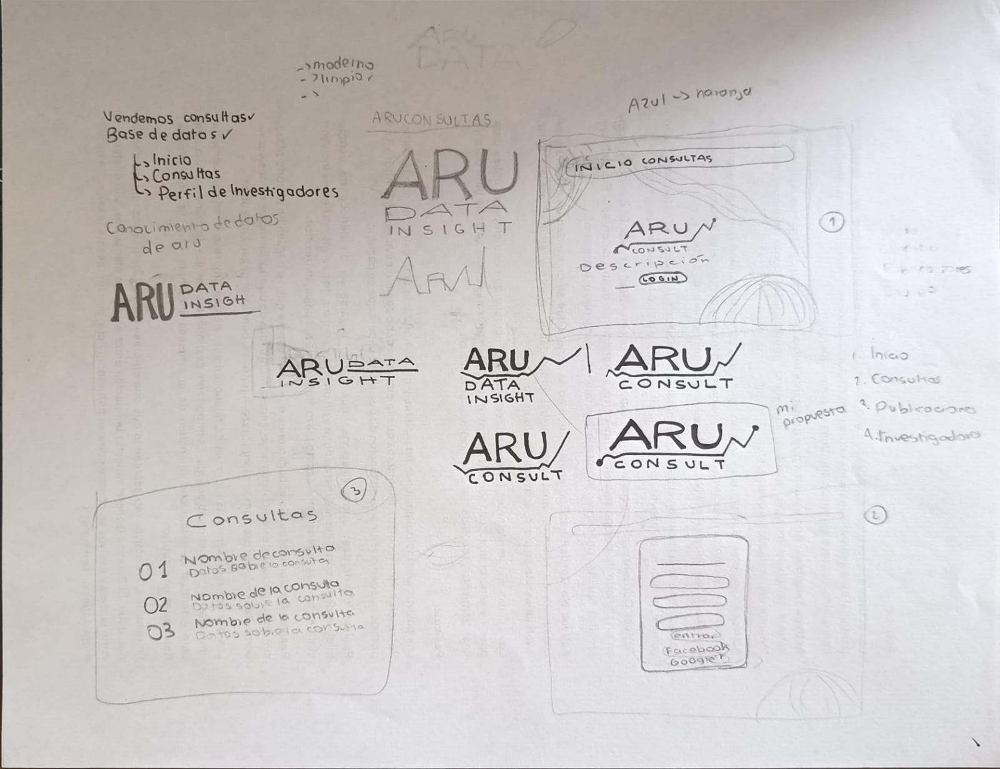 ARU
DATA
->moderno
->limpio
->
Azul -> naranja
Vendemos consultas✓
Base de datos ✓
↳ Inicio
↳ Consultas
↳ Perfil de Investigadores
Conocimiento de datos
de aru
ARU DATA
INSIGH
ARUCONSULTAS
ARU
DATA
INSIGHT
ARU
INICIO CONSULTAS
ARU
CONSULT
Descripción
LOGIN
1
ARU DATA
INSIGHT
ARU
DATA
INSIGHT
ARU
CONSULT
ARU
CONSULT
ARU
CONSULT
mi
propuesta
1. Inicio
2. Consultas
3. Publicaciones
4. Investigadores
3
Consultas
01 Nombre de consulta
Datos sobre la consulta
02 Nombre de la consulta
Datos sobre la consulta
03 Nombre de la consulta
Datos sobre la consulta
2
entrar
Facebook
Google